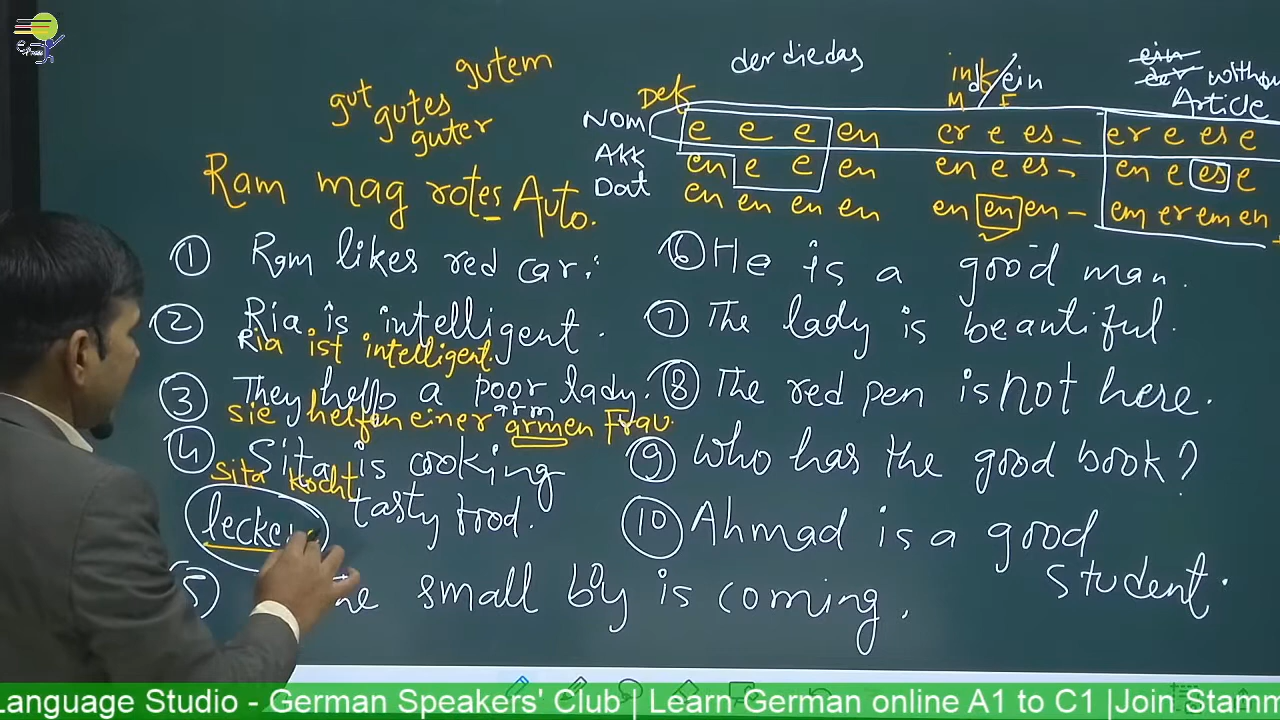 der die das
ein
der without
Article
Def
M F
gut gutes gutem
guter
Nom e e e en er e es - er e es e
Akk en e e en en e es - en e es e
Dat en en en en en en en - em er em en
Ram mag rotes Auto.
① Ram likes red car.
② Ria is intelligent.
Ria ist intelligent.
③ They help a poor lady.
arm
sie helfen einer armen Frau.
④ Sita is cooking
Sita kocht
lecker tasty food.
⑤ small boy is coming.
⑥ He is a good man.
⑦ The lady is beautiful.
⑧ The red pen is not here.
⑨ Who has the good book?
⑩ Ahmad is a good
student.
Language Studio - German Speakers' Club | Learn German online A1 to C1 |Join Stamm